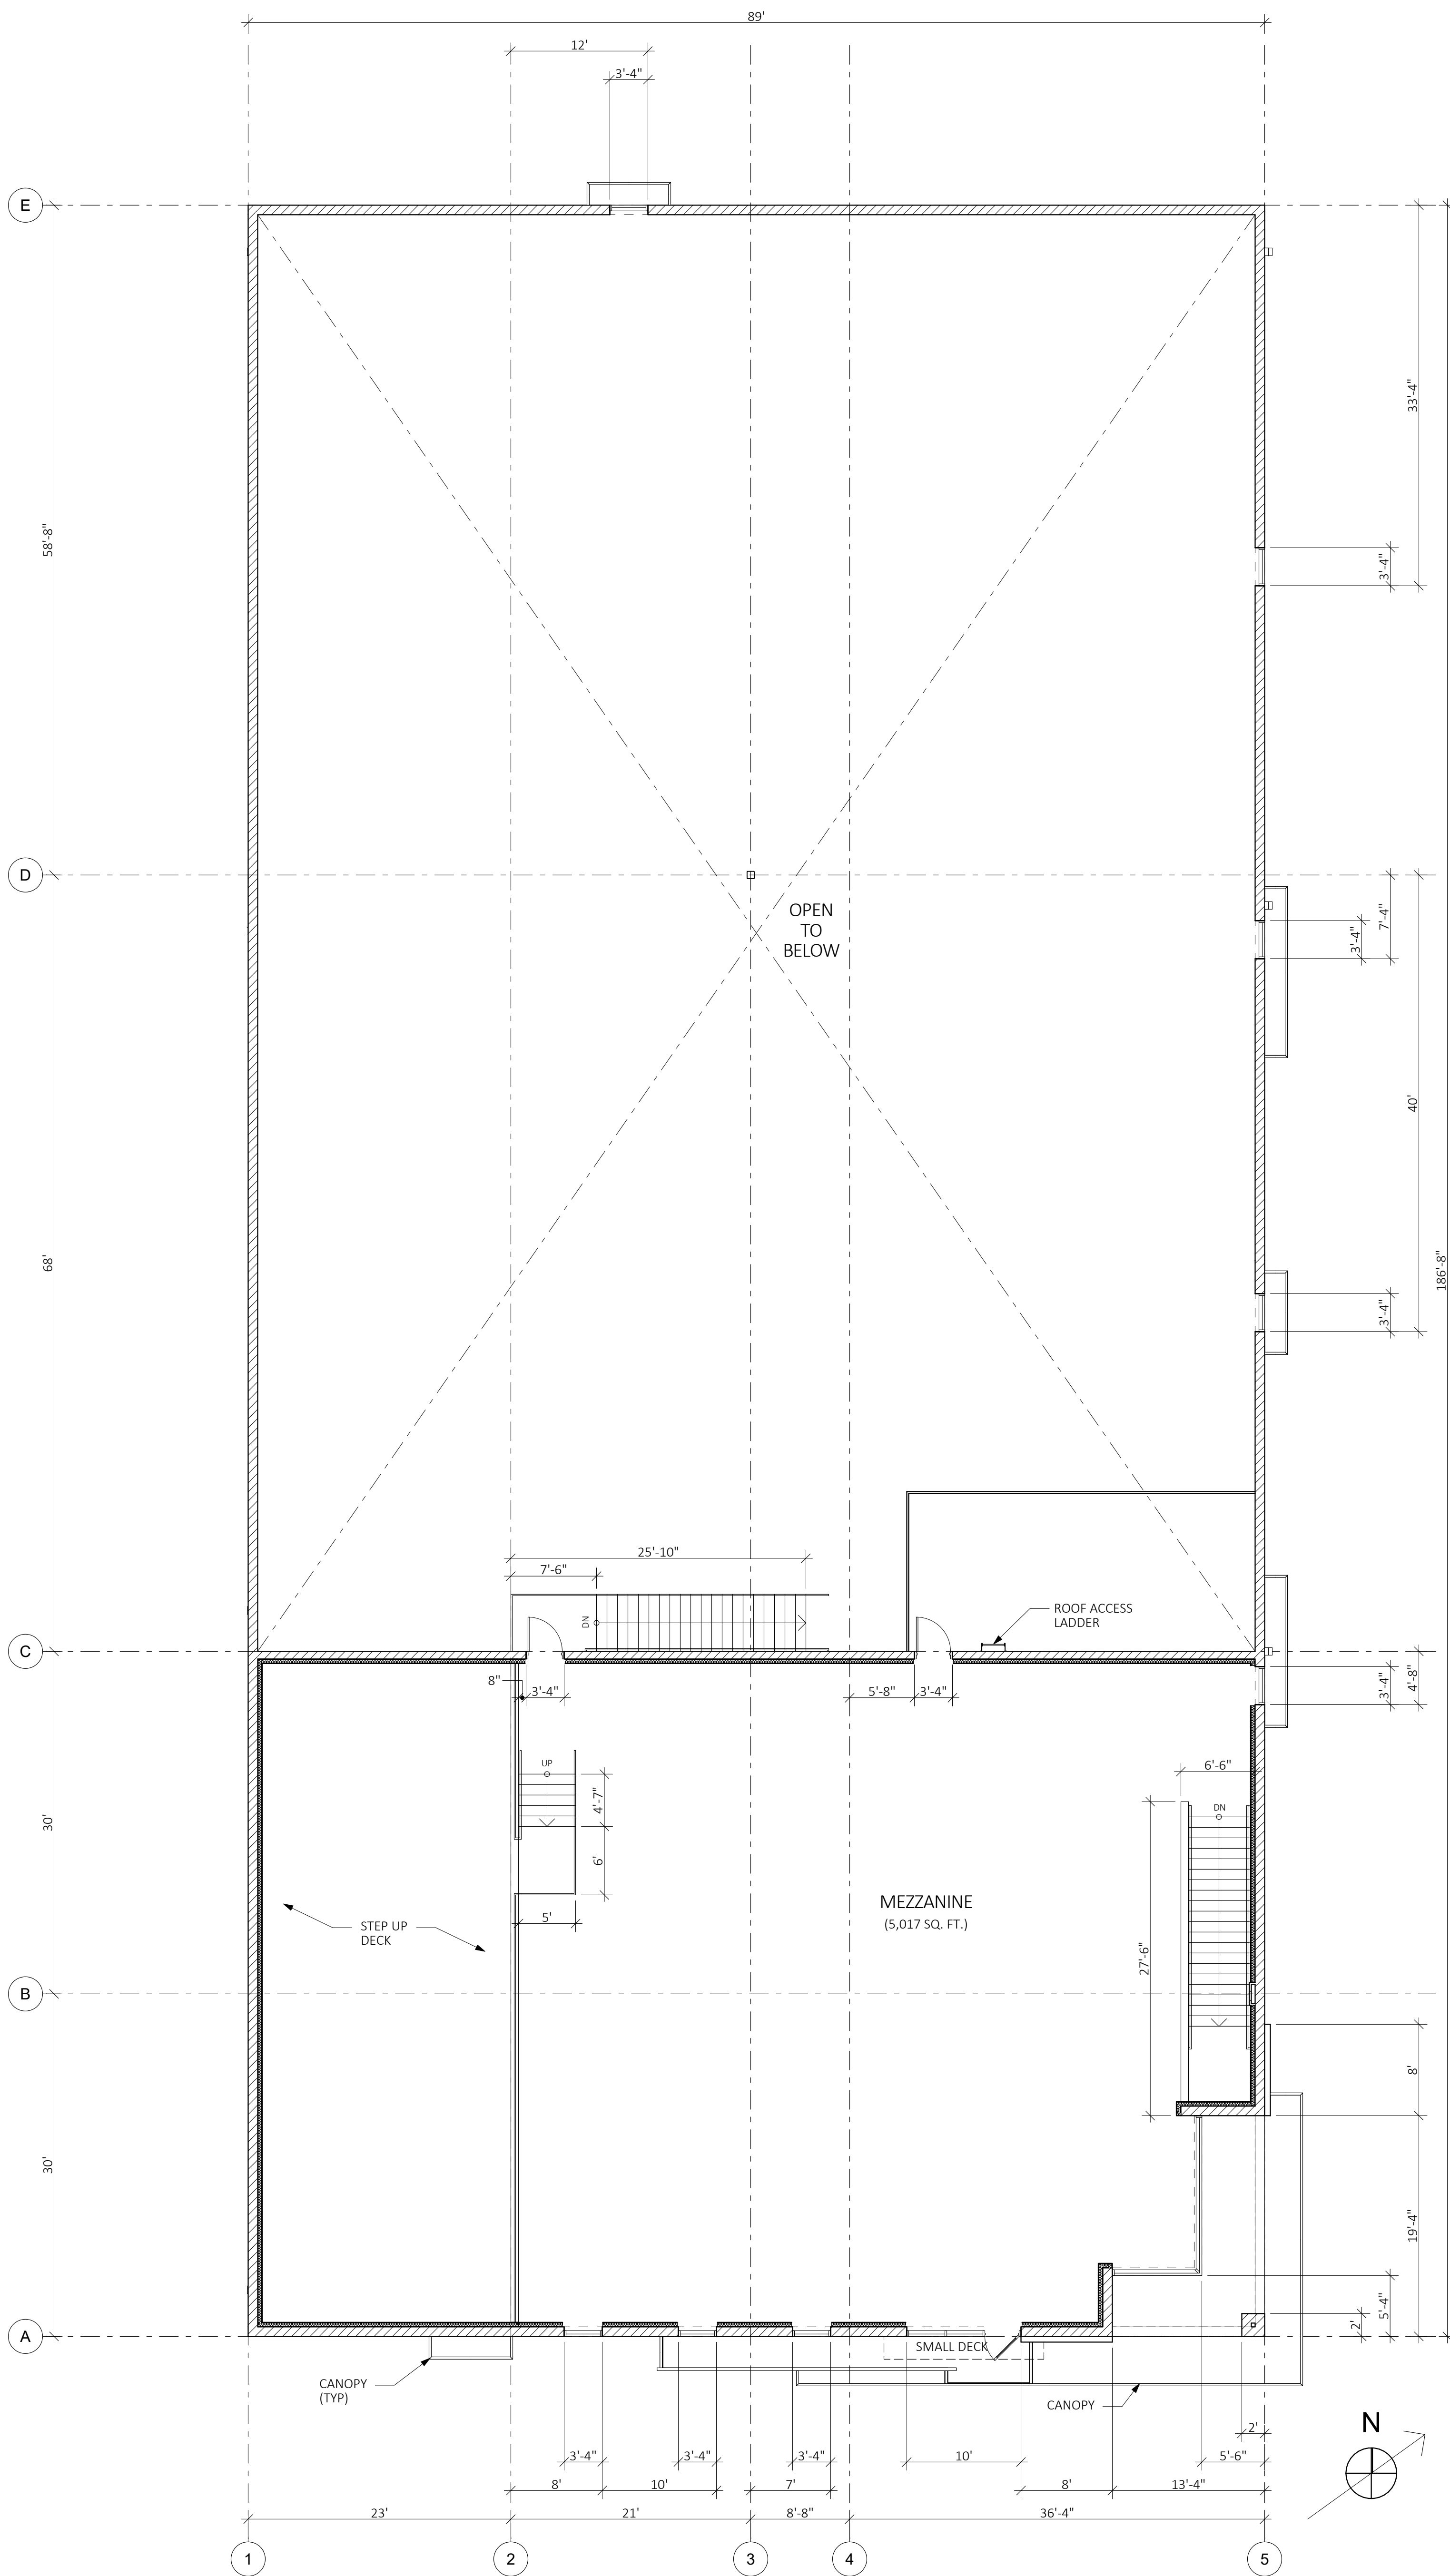 89'
12'
3'-4"
E
33'-4"
58'-8"
3'-4"
D
OPEN
TO
BELOW
7'-4"
3'-4"
40'
68'
186'-8"
3'-4"
25'-10"
7'-6"
DN
ROOF ACCESS
LADDER
C
8"
3'-4"
5'-8"
3'-4"
3'-4"
4'-8"
UP
4'-7"
6'
5'
6'-6"
DN
30'
STEP UP
DECK
MEZZANINE
(5,017 SQ. FT.)
27'-6"
B
8'
30'
19'-4"
5'-4"
2'
A
SMALL DECK
CANOPY
(TYP)
CANOPY
N
2'
3'-4"
3'-4"
3'-4"
10'
5'-6"
8'
10'
7'
8'
13'-4"
23'
21'
8'-8"
36'-4"
1
2
3
4
5